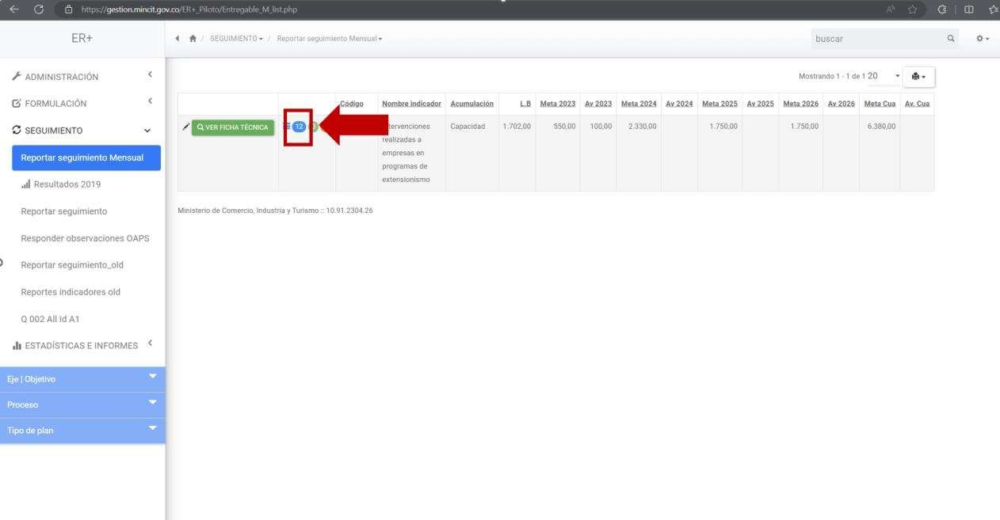 https://gestion.mincit.gov.co/ER+_Piloto/Entregable_M_list.php
ER+
SEGUIMIENTO / Reportar seguimiento Mensual
buscar
ADMINISTRACIÓN
FORMULACIÓN
SEGUIMIENTO
Reportar seguimiento Mensual
Resultados 2019
Reportar seguimiento
Responder observaciones OAPS
Reportar seguimiento_old
Reportes indicadores old
Q 002 All Id A1
ESTADÍSTICAS E INFORMES
Eje | Objetivo
Proceso
Tipo de plan
Mostrando 1 - 1 de 1 20
Código Nombre indicador Acumulación L.B Meta 2023 Av 2023 Meta 2024 Av 2024 Meta 2025 Av 2025 Meta 2026 Av 2026 Meta Cua Av. Cua
VER FICHA TÉCNICA 12 tervenciones Capacidad 1.702,00 550,00 100,00 2.330,00 1.750,00 1.750,00 6.380,00
realizadas a
empresas en
programas de
extensionismo
Ministerio de Comercio, Industria y Turismo :: 10.91.2304.26